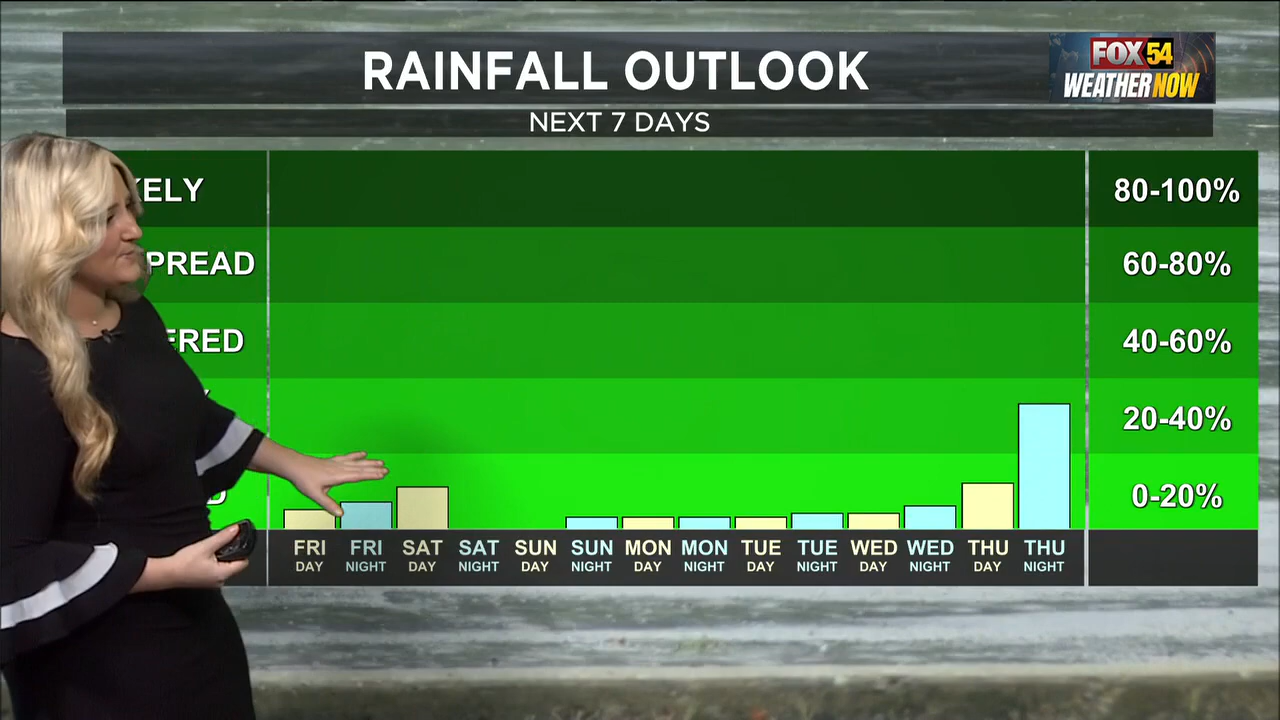 RAINFALL OUTLOOK
FOX 54
WEATHER NOW
NEXT 7 DAYS
KELY
80-100%
PREAD
60-80%
ERED
40-60%
20-40%
D
0-20%
FRI DAY
FRI NIGHT
SAT DAY
SAT NIGHT
SUN DAY
SUN NIGHT
MON DAY
MON NIGHT
TUE DAY
TUE NIGHT
WED DAY
WED NIGHT
THU DAY
THU NIGHT